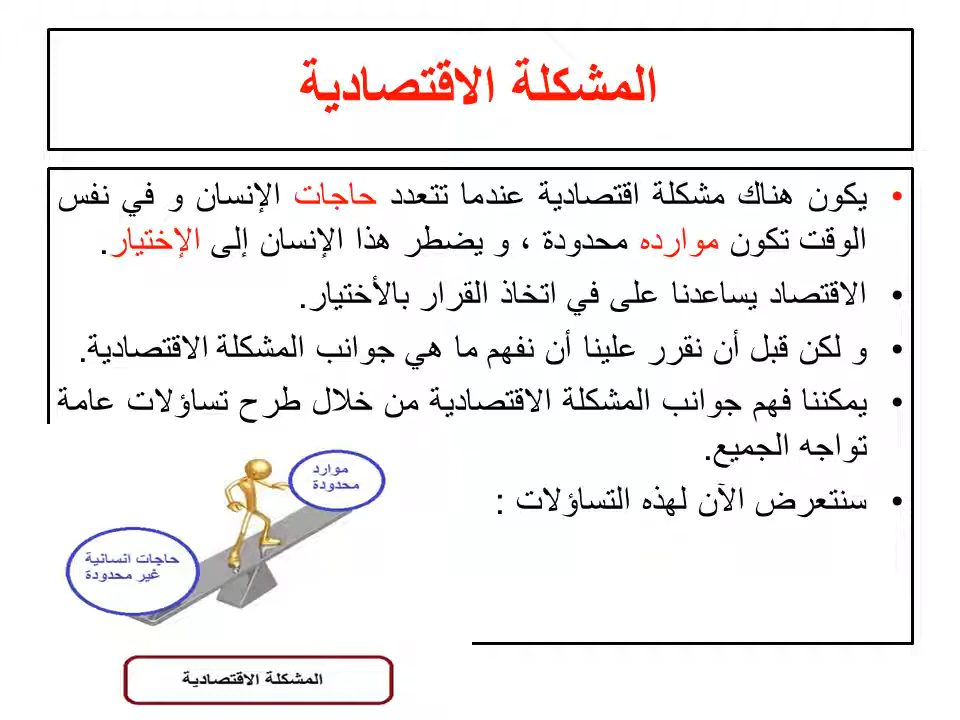 المشكلة الاقتصادية
• يكون هناك مشكلة اقتصادية عندما تتعدد حاجات الإنسان و في نفس
الوقت تكون موارده محدودة ، و يضطر هذا الإنسان إلى الإختيار.
• الاقتصاد يساعدنا على في اتخاذ القرار بالأختيار.
• و لكن قبل أن نقرر علينا أن نفهم ما هي جوانب المشكلة الاقتصادية.
• يمكننا فهم جوانب المشكلة الاقتصادية من خلال طرح تساؤلات عامة
تواجه الجميع.
• سنتعرض الآن لهذه التساؤلات :
موارد
محدودة
حاجات انسانية
غير محدودة
المشكلة الاقتصادية